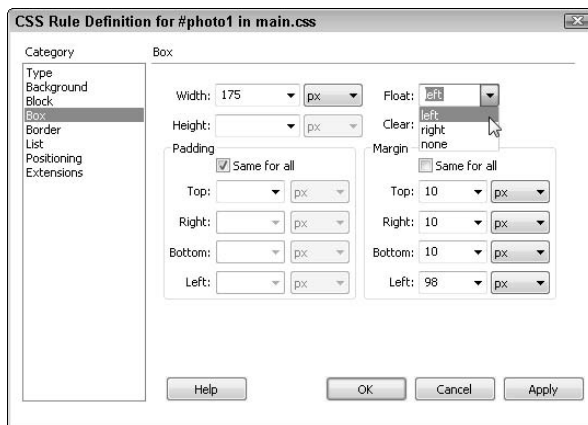 CSS Rule Definition for #photo1 in main.css
Category
Box
Type
Background
Block
Box
Border
List
Positioning
Extensions
Width: 175 px Float: left
left
right
none
Height: px Clear:
Padding Margin
Same for all Same for all
Top: px Top: 10 px
Right: px Right: 10 px
Bottom: px Bottom: 10 px
Left: px Left: 98 px
Help OK Cancel Apply